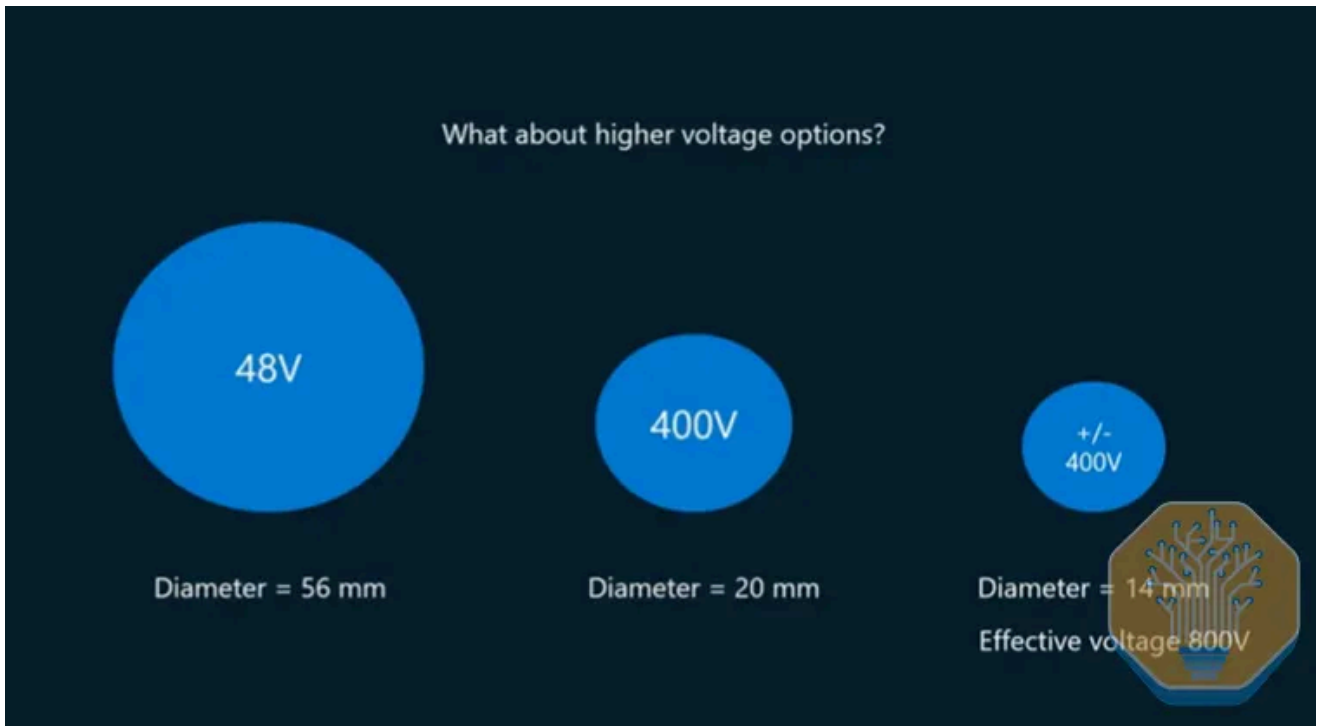 What about higher voltage options?
48V
400V
+/-
400V
Diameter = 56 mm
Diameter = 20 mm
Diameter = 14 mm
Effective voltage 800V